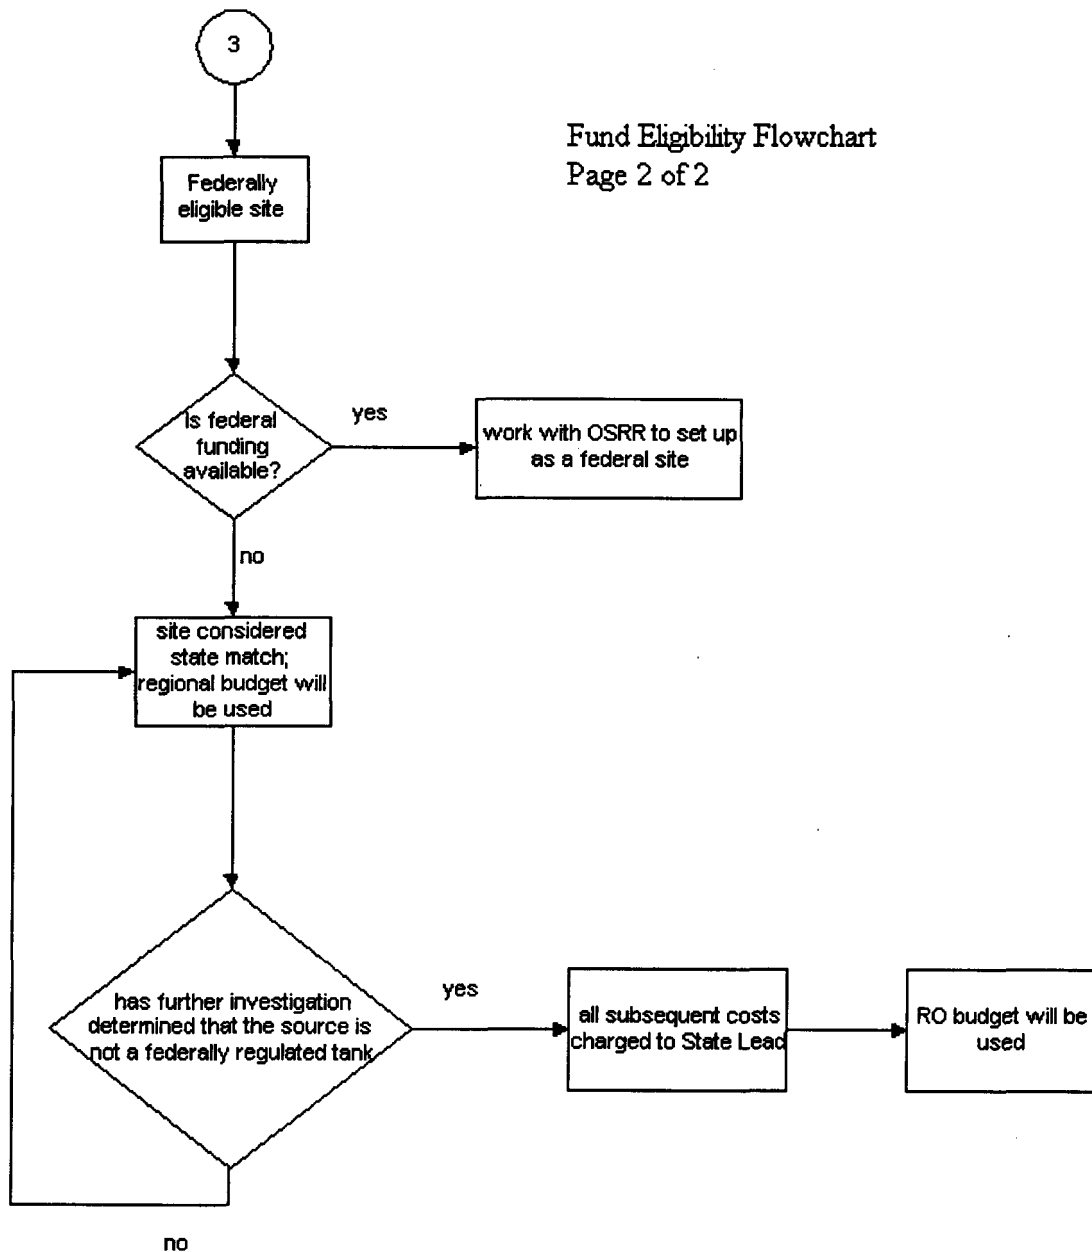 3
Fund Eligibility Flowchart
Page 2 of 2
Federally
eligible site
Is federal
funding
available?
yes
work with OSRR to set up
as a federal site
no
site considered
state match;
regional budget will
be used
has further investigation
determined that the source is
not a federally regulated tank
yes
all subsequent costs
charged to State Lead
RO budget will be
used
no